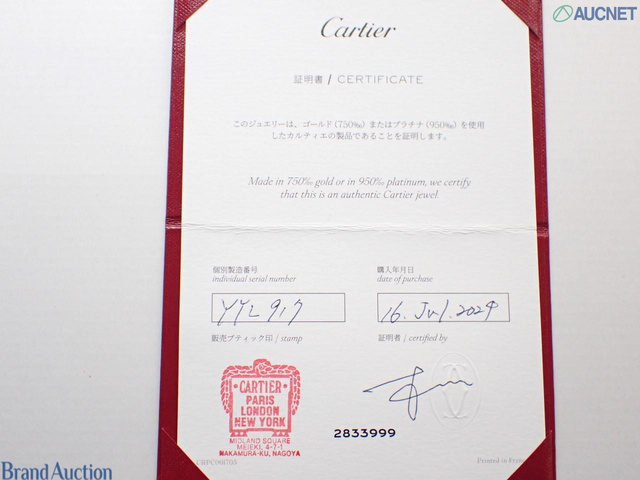 AUCNET
Cartier
証明書 / CERTIFICATE
このジュエリーは、ゴールド（750‰）またはプラチナ（950‰）を使用
したカルティエの製品であることを証明します。
Made in 750‰ gold or in 950‰ platinum, we certify
that this is an authentic Cartier jewel.
個別製造番号
individual serial number
購入年月日
date of purchase
YYL917
16. Jul. 2024
販売ブティック印 / stamp
証明者 / certified by
CARTIER
PARIS
LONDON
NEW YORK
MIDLAND SQUARE
MEIEKI, 4-7-1
NAKAMURA-KU, NAGOYA
2833999
Printed in France
Brand Auction